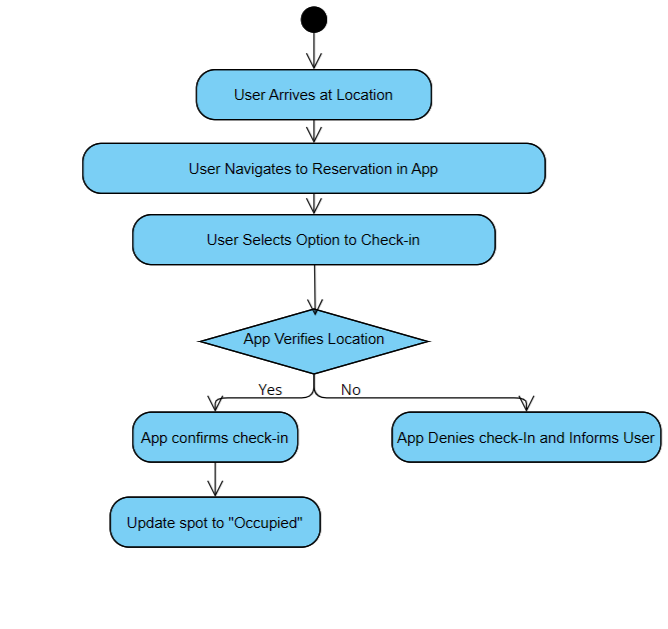 User Arrives at Location
User Navigates to Reservation in App
User Selects Option to Check-in
App Verifies Location
Yes
No
App confirms check-in
App Denies check-In and Informs User
Update spot to "Occupied"